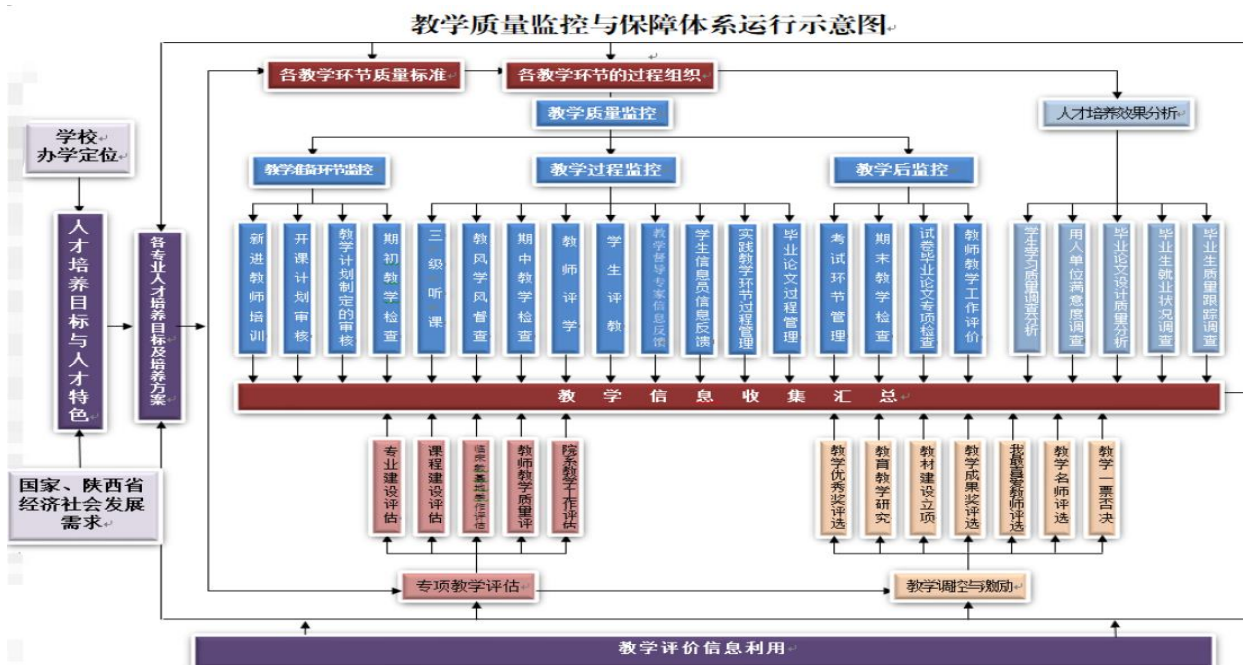 教学质量监控与保障体系运行示意图
各教学环节质量标准
各教学环节的过程组织
教学质量监控
人才培养效果分析
学校
办学定位
教学准备环节监控
教学过程监控
教学后监控
人才培养目标与人才特色
各专业人才培养目标及培养方案
新进教师培训
开课计划审核
教学计划制定的审核
期初教学检查
三级听课
教风学风督查
期中教学检查
教师评学
学生评教
教学督导专家信息反馈
学生信息员信息反馈
实践教学环节过程管理
毕业论文过程管理
考试环节管理
期末教学检查
试卷毕业论文专项检查
教师教学工作评价
学生学习质量调查分析
用人单位满意度调查
毕业论文设计质量分析
毕业生就业状况调查
毕业生质量跟踪调查
教学信息收集汇总
国家、陕西省
经济社会发展
需求
专业建设评估
课程建设评估
教师教学质量评
院系教学工作评估
教学优秀奖评选
教育教学研究
教材建设立项
教学成果奖评选
我最喜爱教师评选
教学名师评选
教学一票否决
专项教学评估
教学调控与激励
教学评价信息利用